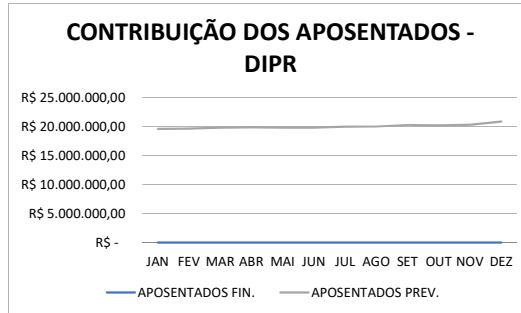 CONTRIBUIÇÃO DOS APOSENTADOS -
DIPR
R$ 25.000.000,00
R$ 20.000.000,00
R$ 15.000.000,00
R$ 10.000.000,00
R$ 5.000.000,00
R$ -
JAN FEV MAR ABR MAI JUN JUL AGO SET OUT NOV DEZ
APOSENTADOS FIN. APOSENTADOS PREV.